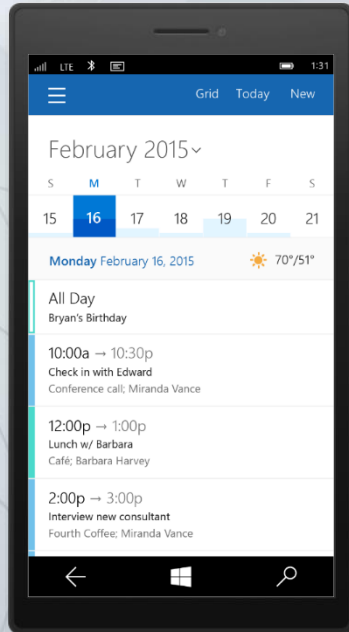 LTE 1:31
Grid Today New
February 2015
S M T W T F S
15 16 17 18 19 20 21
Monday February 16, 2015 70°/51°
All Day
Bryan's Birthday
10:00a → 10:30p
Check in with Edward
Conference call; Miranda Vance
12:00p → 1:00p
Lunch w/ Barbara
Café; Barbara Harvey
2:00p → 3:00p
Interview new consultant
Fourth Coffee; Miranda Vance